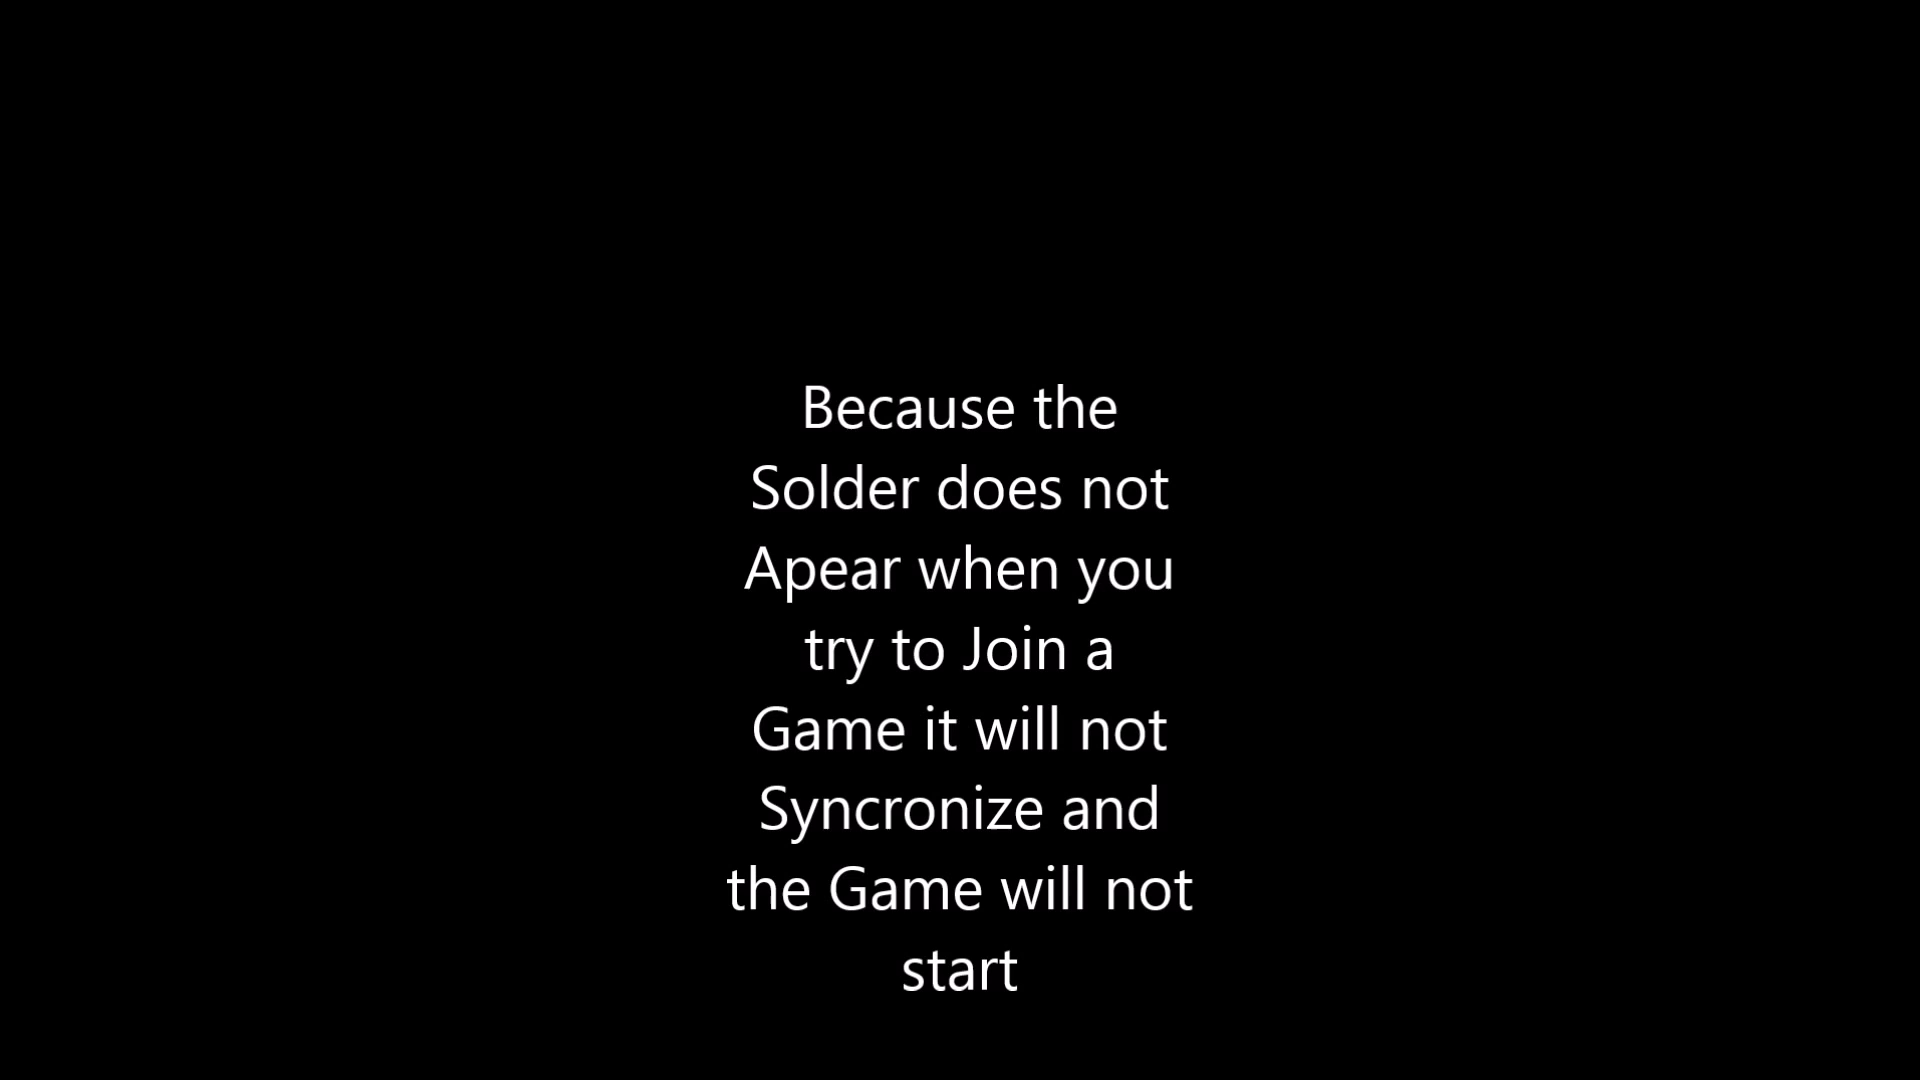 Because the
Solder does not
Apear when you
try to Join a
Game it will not
Syncronize and
the Game will not
start